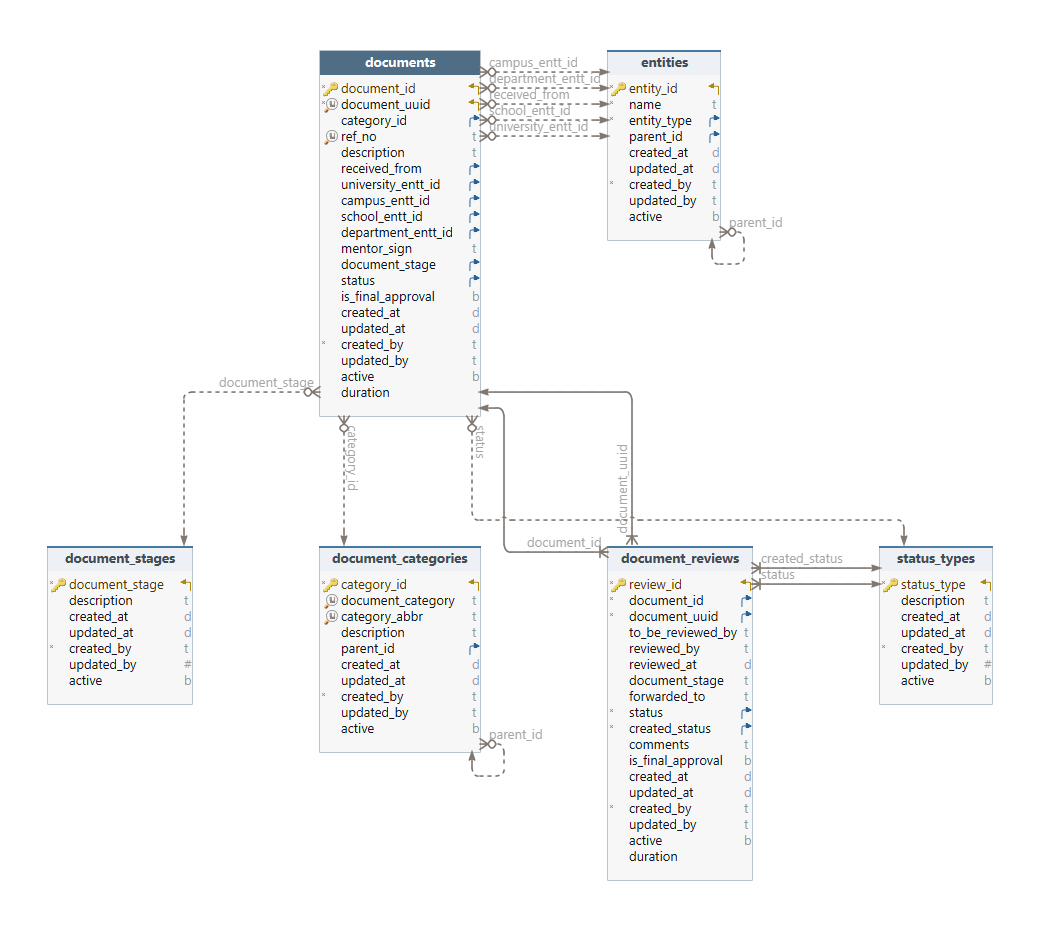 documents
document_id
document_uuid
category_id
ref_no t
description t
received_from
university_entt_id
campus_entt_id
school_entt_id
department_entt_id
mentor_sign t
document_stage
status
is_final_approval b
created_at d
updated_at d
* created_by t
updated_by t
active b
duration
campus_entt_id
department_entt_id
received_from
school_entt_id
university_entt_id
entities
* entity_id
* name t
* entity_type
* parent_id
created_at d
updated_at d
* created_by t
updated_by t
active b
parent_id
document_stage
category_id
status
document_uuid
document_id
document_stages
* document_stage
description t
created_at d
updated_at d
* created_by t
updated_by #
active b
document_categories
* category_id
document_category t
category_abbr t
description t
parent_id
created_at d
updated_at d
* created_by t
updated_by t
active b
parent_id
document_reviews
* review_id
* document_id
* document_uuid
to_be_reviewed_by t
reviewed_by t
reviewed_at d
document_stage t
forwarded_to t
* status
* created_status
comments t
is_final_approval b
created_at d
updated_at d
* created_by t
updated_by t
active b
duration
created_status
status
status_types
* status_type
description t
created_at d
updated_at d
* created_by t
updated_by #
active b